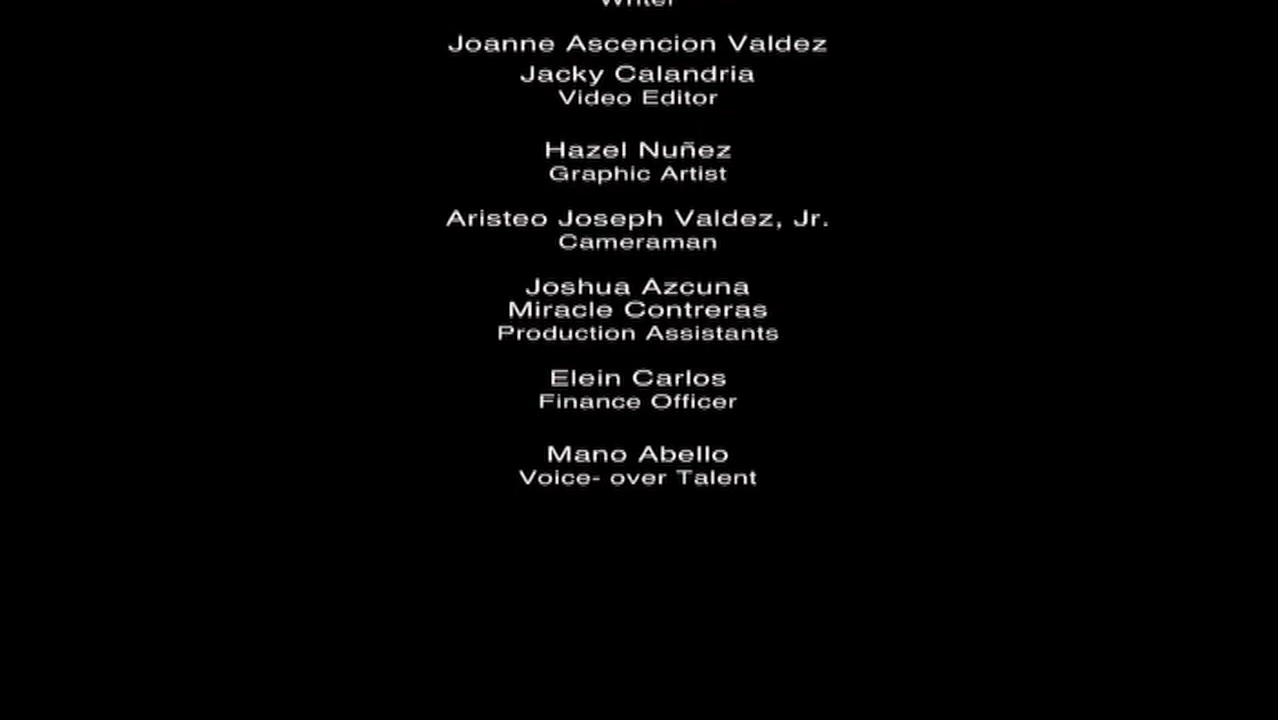 Writer
Joanne Ascencion Valdez
Jacky Calandria
Video Editor
Hazel Nuñez
Graphic Artist
Aristeo Joseph Valdez, Jr.
Cameraman
Joshua Azcuna
Miracle Contreras
Production Assistants
Elein Carlos
Finance Officer
Mano Abello
Voice- over Talent